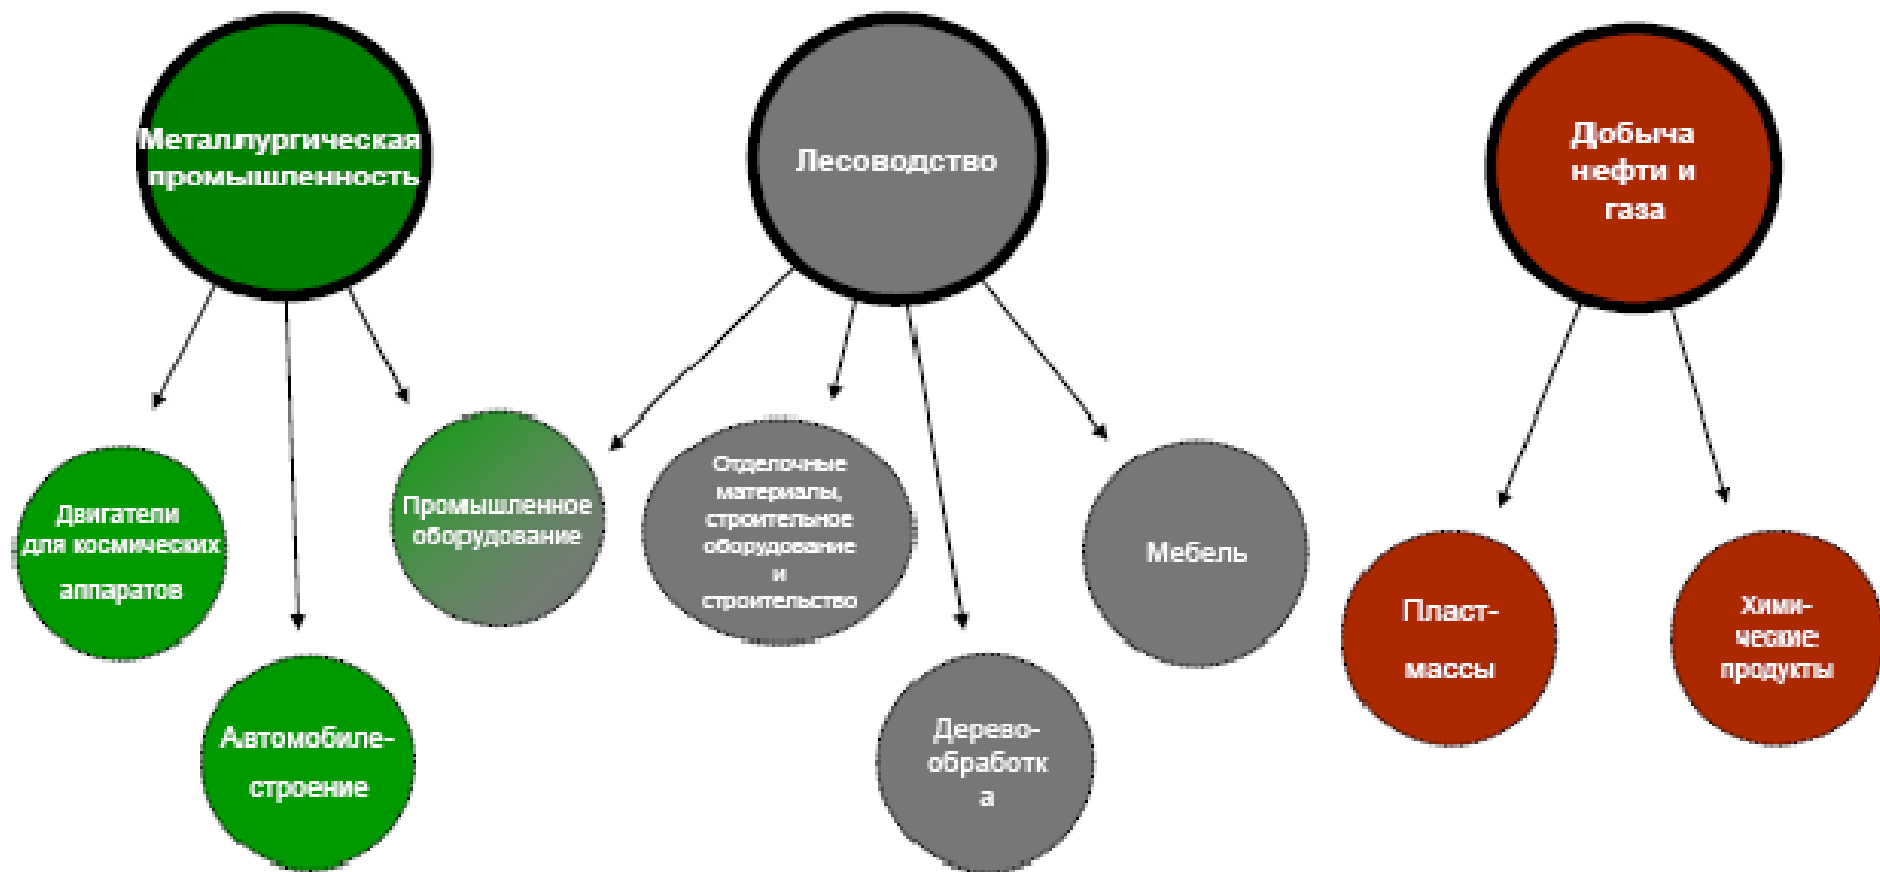 Металлургическая
промышленность
Лесоводство
Добыча
нефти и
газа
Двигатели
для космических
аппаратов
Промышленное
оборудование
Отделочные
материалы,
строительное
оборудование
и
строительство
Мебель
Пласт-
массы
Хими-
ческие
продукты
Автомобиле-
строение
Дерево-
обработк
а